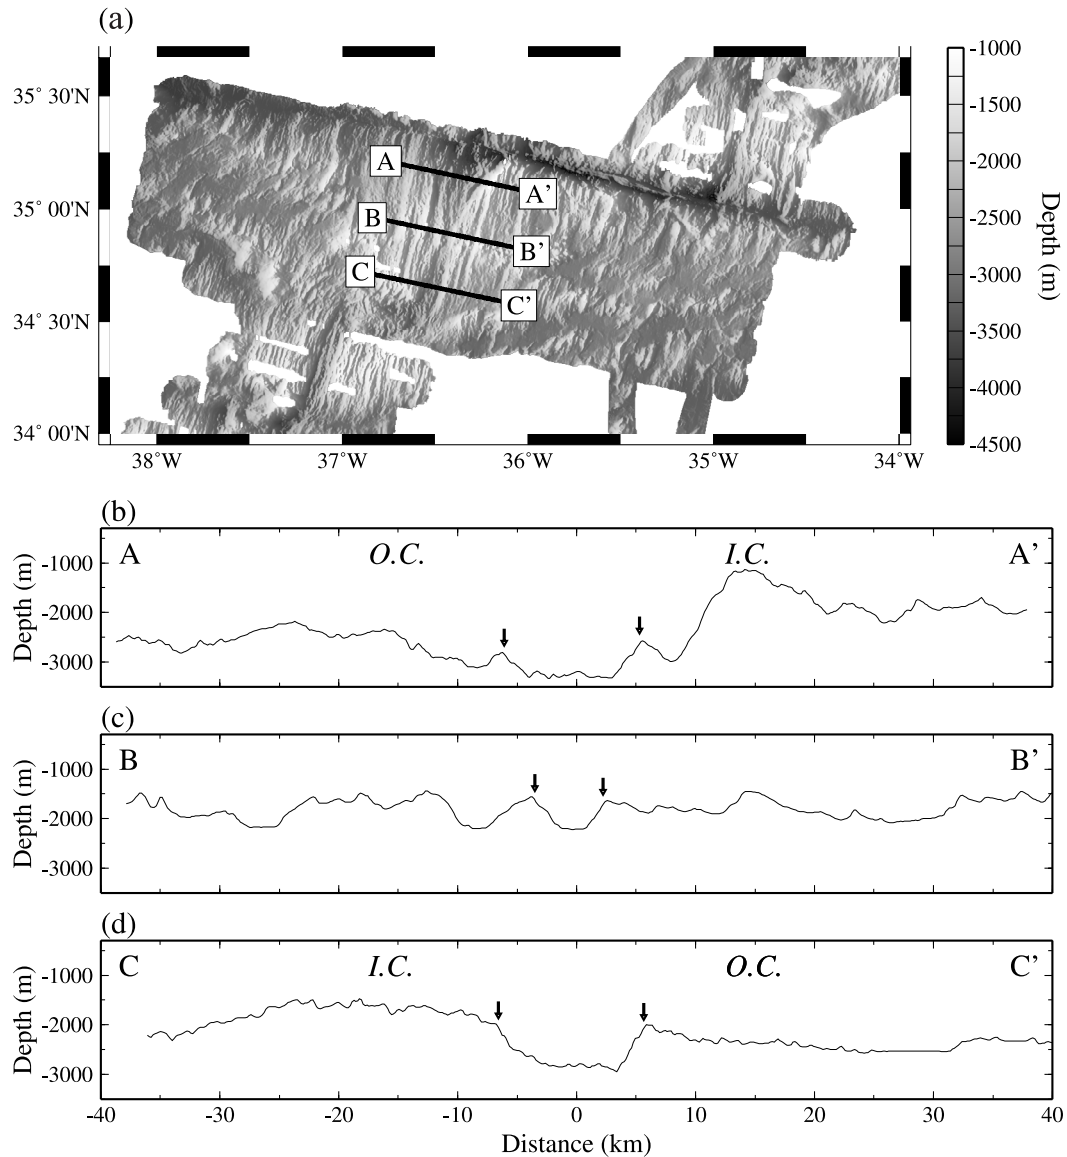 (a)
35° 30'N
35° 00'N
34° 30'N
34° 00'N
38°W
37°W
36°W
35°W
34°W
A
A'
B
B'
C
C'
-1000
-1500
-2000
-2500
-3000
-3500
-4000
-4500
Depth (m)
(b)
A
O.C.
I.C.
A'
-1000
-2000
-3000
Depth (m)
(c)
B
B'
-1000
-2000
-3000
Depth (m)
(d)
C
I.C.
O.C.
C'
-1000
-2000
-3000
Depth (m)
-40
-30
-20
-10
0
10
20
30
40
Distance (km)